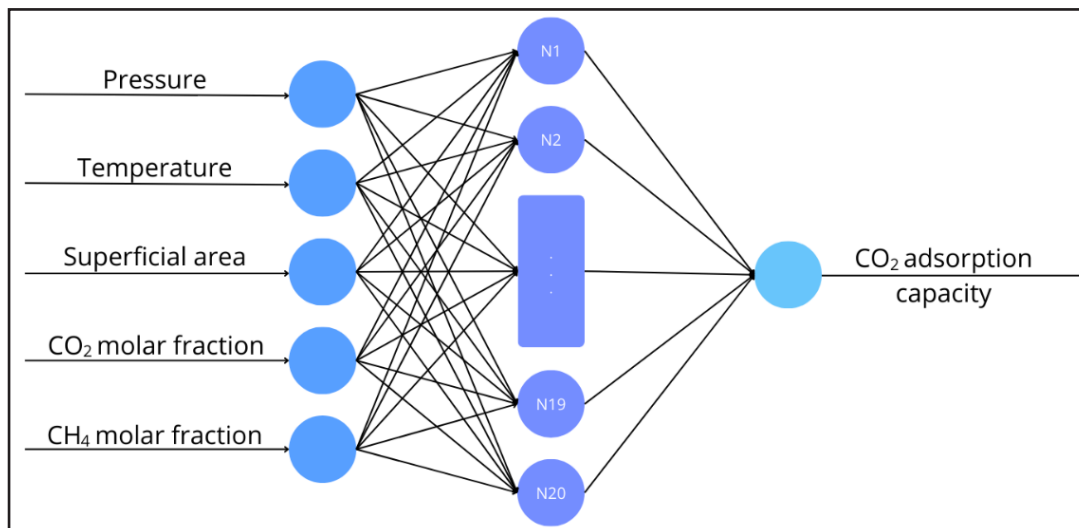 Pressure
Temperature
Superficial area
CO₂ molar fraction
CH₄ molar fraction
N1
N2
.
.
.
N19
N20
CO₂ adsorption
capacity